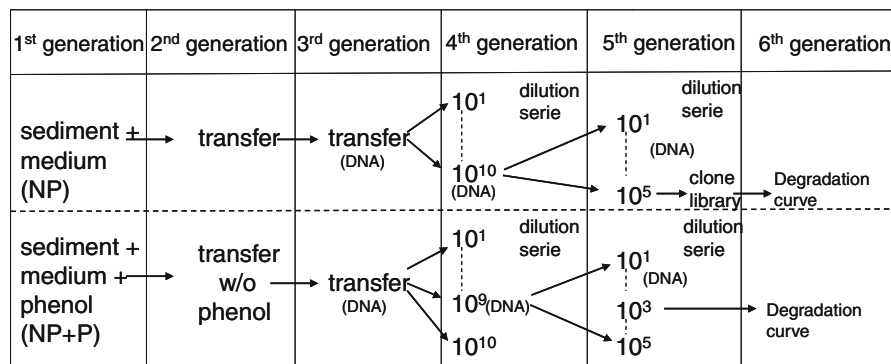 1st generation 2nd generation 3rd generation 4th generation 5th generation 6th generation
sediment +
medium
(NP)
transfer
transfer
(DNA)
10¹
dilution
serie
10¹⁰
(DNA)
10¹
dilution
serie
(DNA)
10⁵
clone
library
Degradation
curve
sediment +
medium +
phenol
(NP+P)
transfer
w/o
phenol
transfer
(DNA)
10¹
dilution
serie
10⁹ (DNA)
10¹⁰
10¹
dilution
serie
(DNA)
10³
10⁵
Degradation
curve